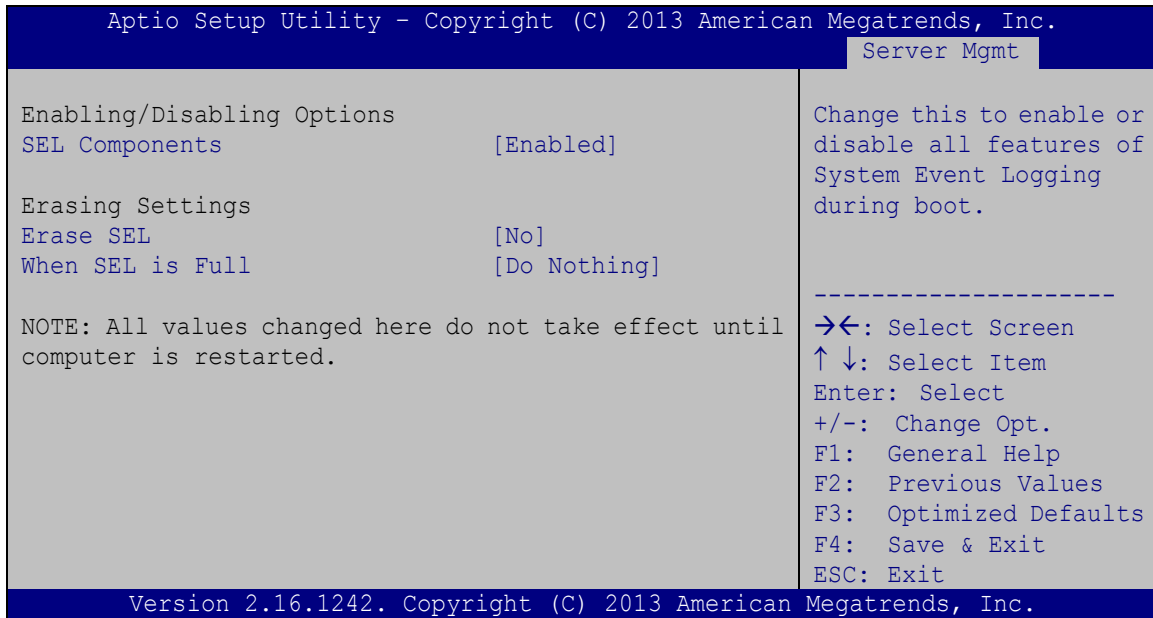 Aptio Setup Utility – Copyright (C) 2013 American Megatrends, Inc.
Server Mgmt
Enabling/Disabling Options
SEL Components [Enabled]
Erasing Settings
Erase SEL [No]
When SEL is Full [Do Nothing]
NOTE: All values changed here do not take effect until
computer is restarted.
Change this to enable or
disable all features of
System Event Logging
during boot.
---------------------
→←: Select Screen
↑ ↓: Select Item
Enter: Select
+/-: Change Opt.
F1: General Help
F2: Previous Values
F3: Optimized Defaults
F4: Save & Exit
ESC: Exit
Version 2.16.1242. Copyright (C) 2013 American Megatrends, Inc.